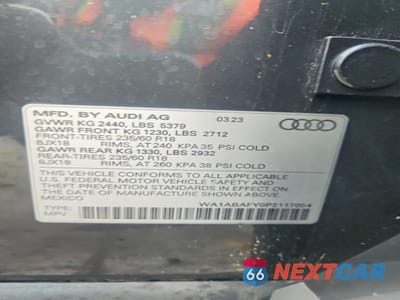 MFD. BY AUDI AG 03 23
GVWR KG 2440, LBS 5379
GAWR FRONT KG 1230, LBS 2712
FRONT-TIRES 235/60 R18
8JX18 RIMS, AT 240 KPA 35 PSI COLD
GAWR REAR KG 1330, LBS 2932
REAR-TIRES 235/60 R18
8JX18 RIMS, AT 260 KPA 38 PSI COLD
THIS VEHICLE CONFORMS TO ALL APPLICABLE
U.S. FEDERAL MOTOR VEHICLE SAFETY AND
THEFT PREVENTION STANDARDS IN EFFECT ON
THE DATE OF MANUFACTURE SHOWN ABOVE.
MEXICO
WA1ABAFY0P2117054
TYPE:
MPV
66 NEXTCAR